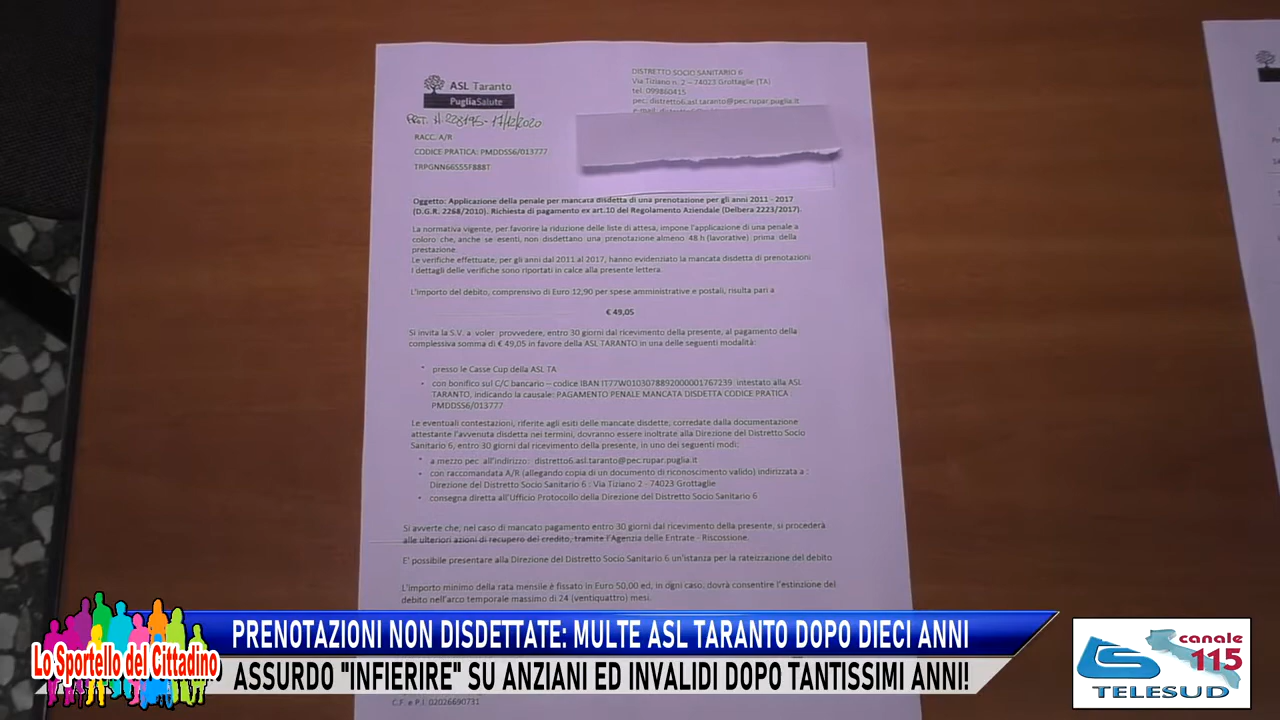 ASL Taranto
PugliaSalute
PROT. N. 228195 - 17/12/2020
RACC. A/R
CODICE PRATICA: PMDDSS6/013777
TRPGNN66S55F888T
DISTRETTO SOCIO SANITARIO 6
Via Tiziano n. 2 – 74023 Grottaglie (TA)
tel. 099860415
pec: distretto6.asl.taranto@pec.rupar.puglia.it
Oggetto: Applicazione della penale per mancata disdetta di una prenotazione per gli anni 2011 - 2017
(D.G.R. 2268/2010). Richiesta di pagamento ex art.10 del Regolamento Aziendale (Delbera 2223/2017).
La normativa vigente, per favorire la riduzione delle liste di attesa, impone l'applicazione di una penale a
coloro che, anche se esenti, non disdettano una prenotazione almeno 48 h (lavorative) prima della
prestazione.
Le verifiche effettuate, per gli anni dal 2011 al 2017, hanno evidenziato la mancata disdetta di prenotazioni
I dettagli delle verifiche sono riportati in calce alla presente lettera.
L'importo del debito, comprensivo di Euro 12,90 per spese amministrative e postali, risulta pari a
€ 49,05
Si invita la S.V. a voler provvedere, entro 30 giorni dal ricevimento della presente, al pagamento della
complessiva somma di € 49,05 in favore della ASL TARANTO in una delle seguenti modalità:
• presso le Casse Cup della ASL TA
• con bonifico sul C/C bancario – codice IBAN IT77W0103078892000001767239 intestato alla ASL
TARANTO, indicando la causale: PAGAMENTO PENALE MANCATA DISDETTA CODICE PRATICA :
PMDDSS6/013777
Le eventuali contestazioni, riferite agli esiti delle mancate disdette, corredate dalla documentazione
attestante l'avvenuta disdetta nei termini, dovranno essere inoltrate alla Direzione del Distretto Socio
Sanitario 6, entro 30 giorni dal ricevimento della presente, in uno dei seguenti modi:
• a mezzo pec all'indirizzo: distretto6.asl.taranto@pec.rupar.puglia.it
• con raccomandata A/R (allegando copia di un documento di riconoscimento valido) indirizzata a :
Direzione del Distretto Socio Sanitario 6 : Via Tiziano 2 - 74023 Grottaglie
• consegna diretta all'Ufficio Protocollo della Direzione del Distretto Socio Sanitario 6
Si avverte che, nel caso di mancato pagamento entro 30 giorni dal ricevimento della presente, si procederà
alle ulteriori azioni di recupero del credito, tramite l'Agenzia delle Entrate - Riscossione.
E' possibile presentare alla Direzione del Distretto Socio Sanitario 6 un'istanza per la rateizzazione del debito
L'importo minimo della rata mensile è fissato in Euro 50,00 ed, in ogni caso, dovrà consentire l'estinzione del
debito nell'arco temporale massimo di 24 (ventiquattro) mesi.
C.F. e P.I. 02026690731
Lo Sportello del Cittadino
PRENOTAZIONI NON DISDETTATE: MULTE ASL TARANTO DOPO DIECI ANNI
ASSURDO "INFIERIRE" SU ANZIANI ED INVALIDI DOPO TANTISSIMI ANNI!
canale
115
TELESUD